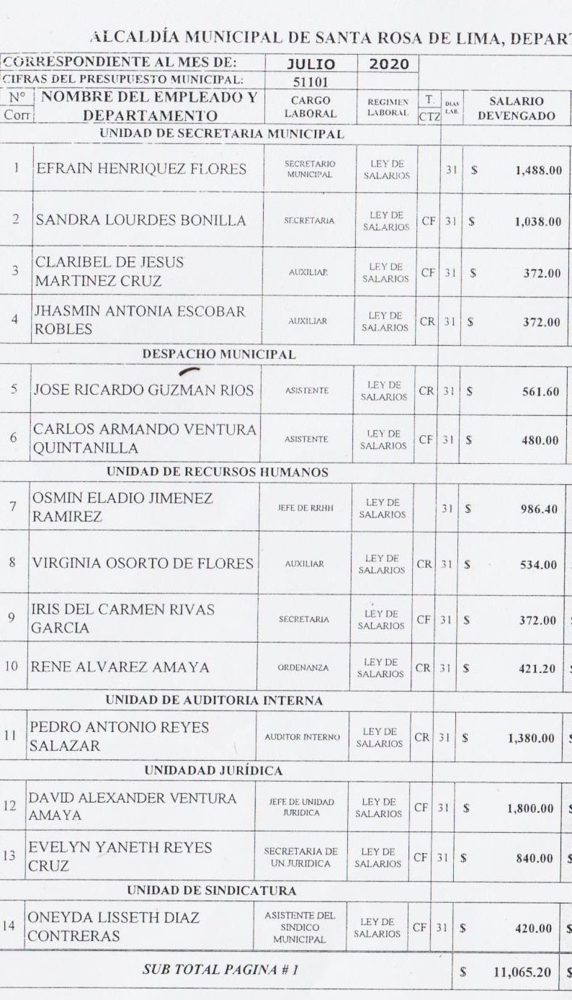 ALCALDÍA MUNICIPAL DE SANTA ROSA DE LIMA, DEPART
CORRESPONDIENTE AL MES DE: JULIO 2020
CIFRAS DEL PRESUPUESTO MUNICIPAL: 51101
N° Corr NOMBRE DEL EMPLEADO Y DEPARTAMENTO CARGO LABORAL REGIMEN LABORAL T. CTZ DIAS LAB. SALARIO DEVENGADO
UNIDAD DE SECRETARIA MUNICIPAL
1 EFRAIN HENRIQUEZ FLORES SECRETARIO MUNICIPAL LEY DE SALARIOS 31 $ 1,488.00
2 SANDRA LOURDES BONILLA SECRETARIA LEY DE SALARIOS CF 31 $ 1,038.00
3 CLARIBEL DE JESUS MARTINEZ CRUZ AUXILIAR LEY DE SALARIOS CF 31 $ 372.00
4 JHASMIN ANTONIA ESCOBAR ROBLES AUXILIAR LEY DE SALARIOS CR 31 $ 372.00
DESPACHO MUNICIPAL
5 JOSE RICARDO GUZMAN RIOS ASISTENTE LEY DE SALARIOS CR 31 $ 561.60
6 CARLOS ARMANDO VENTURA QUINTANILLA ASISTENTE LEY DE SALARIOS CF 31 $ 480.00
UNIDAD DE RECURSOS HUMANOS
7 OSMIN ELADIO JIMENEZ RAMIREZ JEFE DE RRHH LEY DE SALARIOS 31 $ 986.40
8 VIRGINIA OSORTO DE FLORES AUXILIAR LEY DE SALARIOS CR 31 $ 534.00
9 IRIS DEL CARMEN RIVAS GARCIA SECRETARIA LEY DE SALARIOS CF 31 $ 372.00
10 RENE ALVAREZ AMAYA ORDENANZA LEY DE SALARIOS CR 31 $ 421.20
UNIDAD DE AUDITORIA INTERNA
11 PEDRO ANTONIO REYES SALAZAR AUDITOR INTERNO LEY DE SALARIOS CR 31 $ 1,380.00 $
UNIDADAD JURÍDICA
12 DAVID ALEXANDER VENTURA AMAYA JEFE DE UNIDAD JURIDICA LEY DE SALARIOS CF 31 $ 1,800.00 $
13 EVELYN YANETH REYES CRUZ SECRETARIA DE UN.JURIDICA LEY DE SALARIOS CF 31 $ 840.00 $
UNIDAD DE SINDICATURA
14 ONEYDA LISSETH DIAZ CONTRERAS ASISTENTE DEL SINDICO MUNICIPAL LEY DE SALARIOS CF 31 $ 420.00 $
SUB TOTAL PAGINA # 1 $ 11,065.20 $